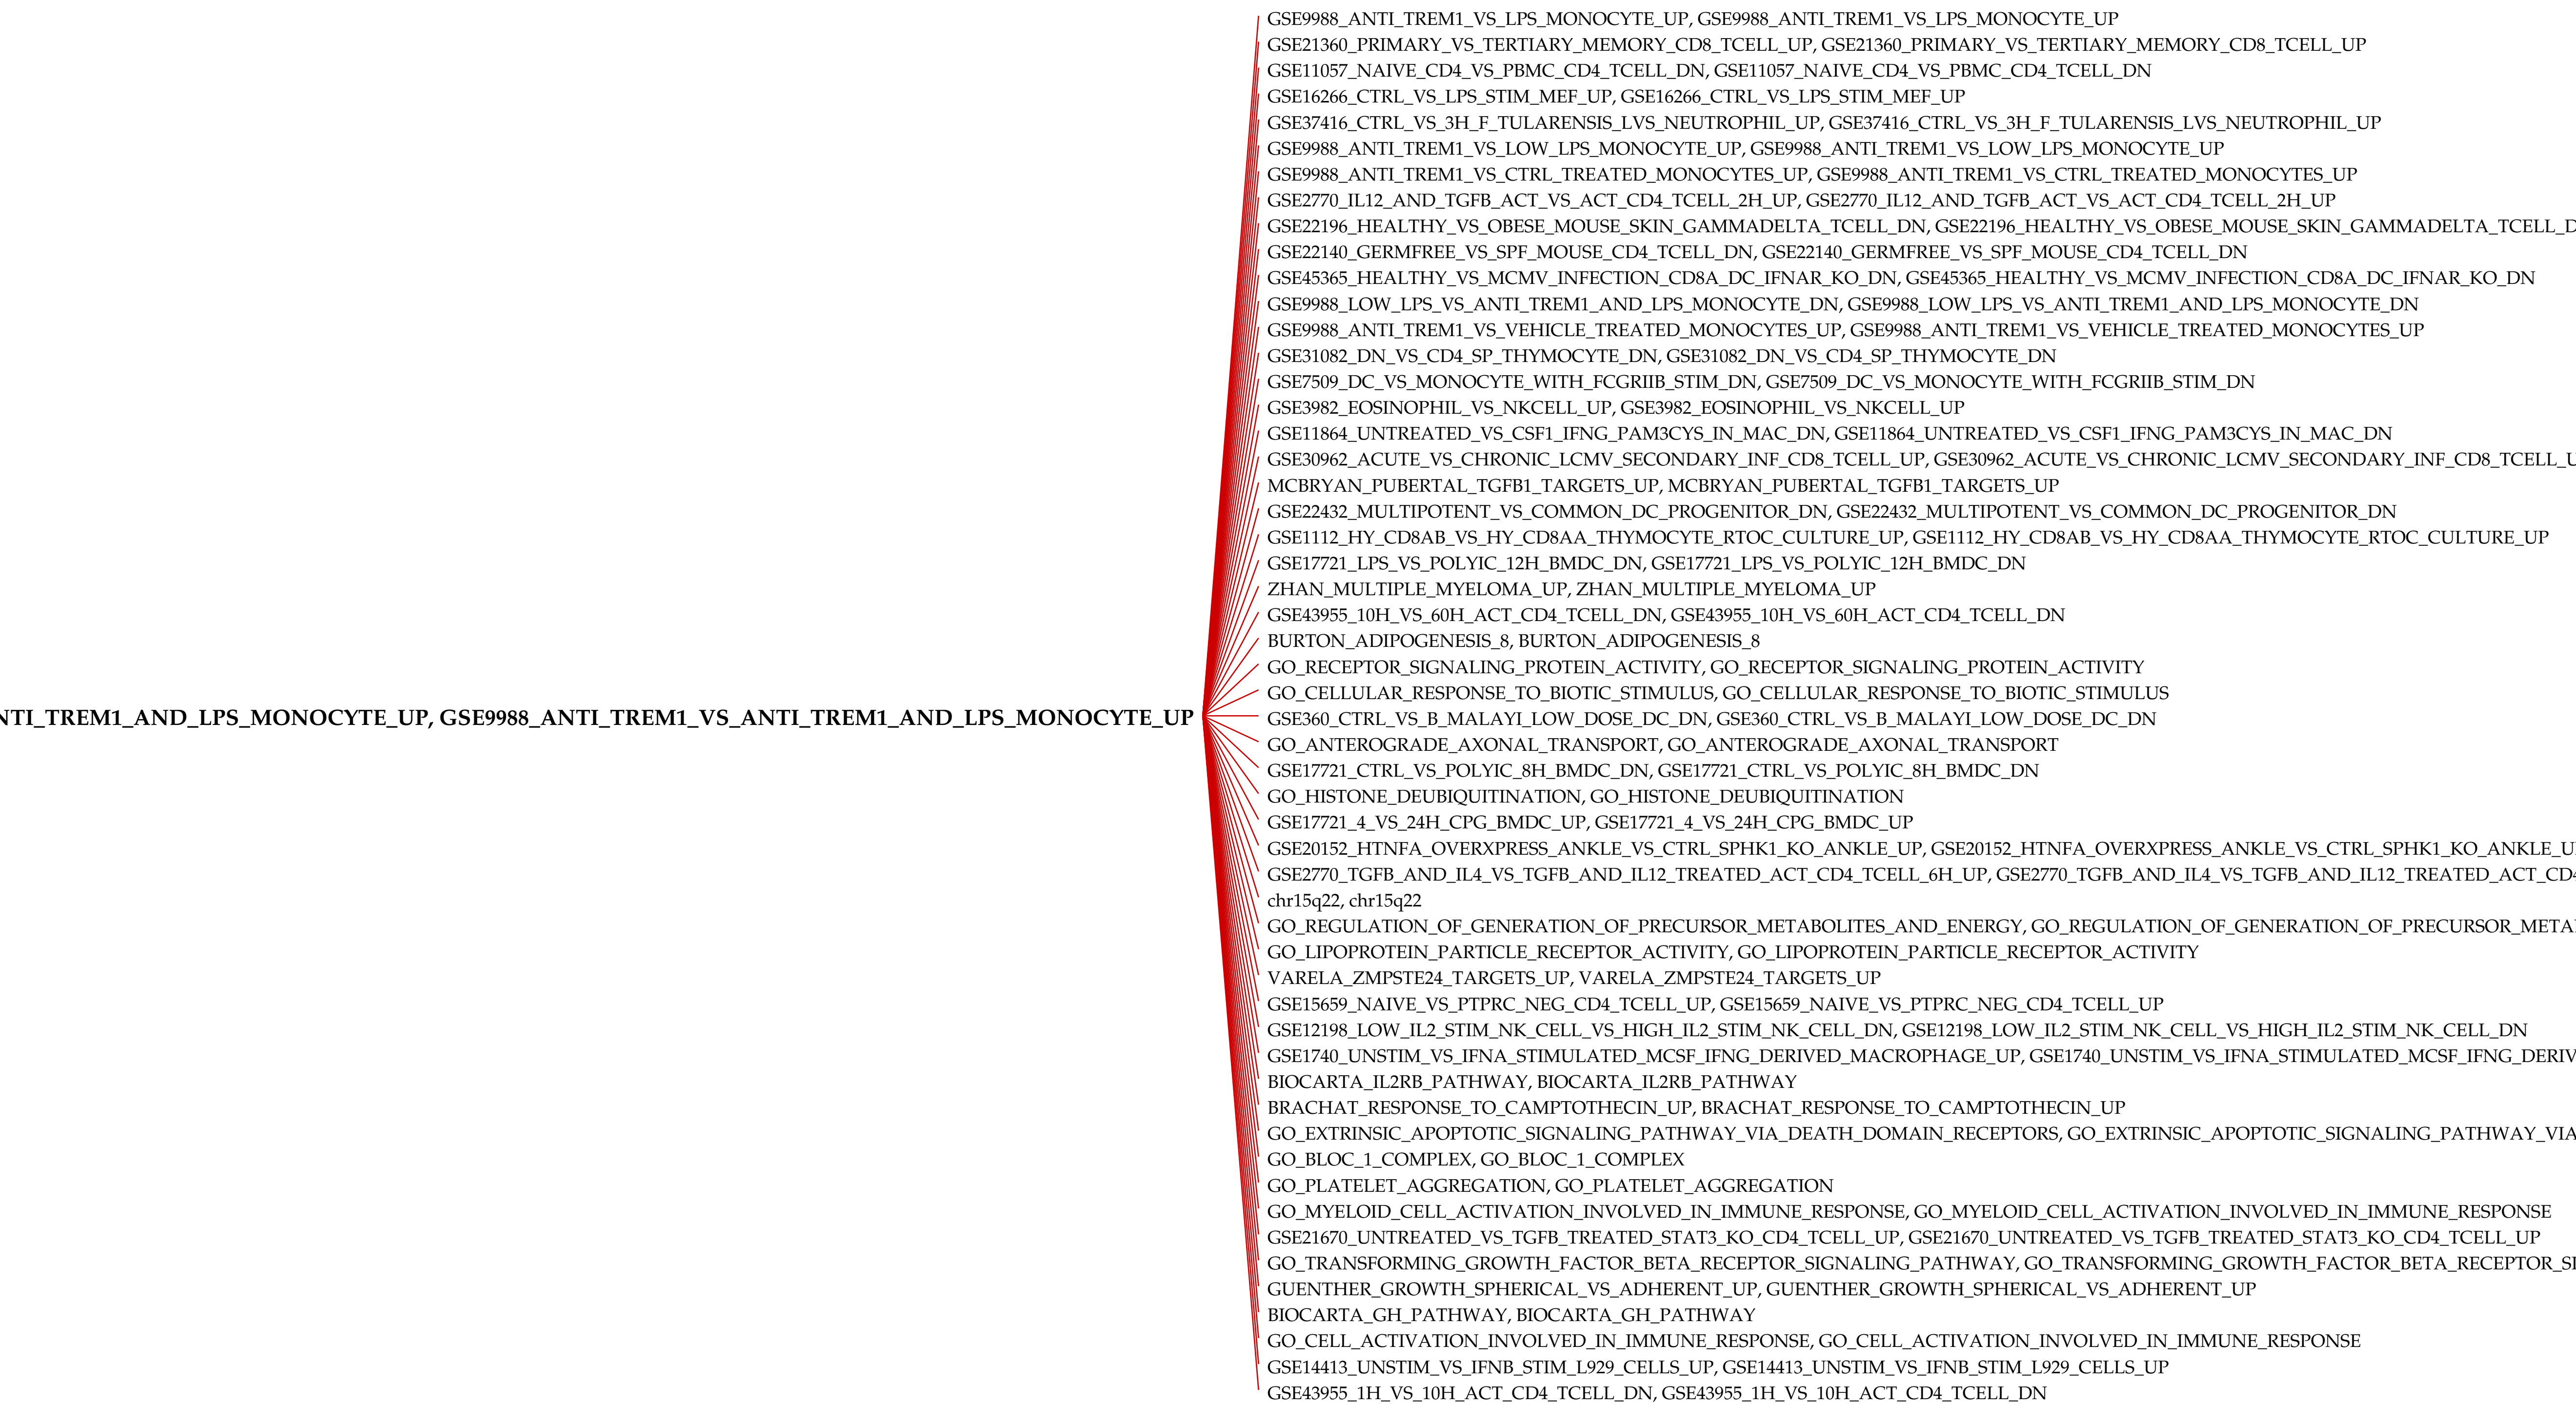 GSE9988_ANTI_TREM1_VS_LPS_MONOCYTE_UP, GSE9988_ANTI_TREM1_VS_LPS_MONOCYTE_UP
GSE21360_PRIMARY_VS_TERTIARY_MEMORY_CD8_TCELL_UP, GSE21360_PRIMARY_VS_TERTIARY_MEMORY_CD8_TCELL_UP
GSE11057_NAIVE_CD4_VS_PBMC_CD4_TCELL_DN, GSE11057_NAIVE_CD4_VS_PBMC_CD4_TCELL_DN
GSE16266_CTRL_VS_LPS_STIM_MEF_UP, GSE16266_CTRL_VS_LPS_STIM_MEF_UP
GSE37416_CTRL_VS_3H_F_TULARENSIS_LVS_NEUTROPHIL_UP, GSE37416_CTRL_VS_3H_F_TULARENSIS_LVS_NEUTROPHIL_UP
GSE9988_ANTI_TREM1_VS_LOW_LPS_MONOCYTE_UP, GSE9988_ANTI_TREM1_VS_LOW_LPS_MONOCYTE_UP
GSE9988_ANTI_TREM1_VS_CTRL_TREATED_MONOCYTES_UP, GSE9988_ANTI_TREM1_VS_CTRL_TREATED_MONOCYTES_UP
GSE2770_IL12_AND_TGFB_ACT_VS_ACT_CD4_TCELL_2H_UP, GSE2770_IL12_AND_TGFB_ACT_VS_ACT_CD4_TCELL_2H_UP
GSE22196_HEALTHY_VS_OBESE_MOUSE_SKIN_GAMMADELTA_TCELL_DN, GSE22196_HEALTHY_VS_OBESE_MOUSE_SKIN_GAMMADELTA_TCELL_D
GSE22140_GERMFREE_VS_SPF_MOUSE_CD4_TCELL_DN, GSE22140_GERMFREE_VS_SPF_MOUSE_CD4_TCELL_DN
GSE45365_HEALTHY_VS_MCMV_INFECTION_CD8A_DC_IFNAR_KO_DN, GSE45365_HEALTHY_VS_MCMV_INFECTION_CD8A_DC_IFNAR_KO_DN
GSE9988_LOW_LPS_VS_ANTI_TREM1_AND_LPS_MONOCYTE_DN, GSE9988_LOW_LPS_VS_ANTI_TREM1_AND_LPS_MONOCYTE_DN
GSE9988_ANTI_TREM1_VS_VEHICLE_TREATED_MONOCYTES_UP, GSE9988_ANTI_TREM1_VS_VEHICLE_TREATED_MONOCYTES_UP
GSE31082_DN_VS_CD4_SP_THYMOCYTE_DN, GSE31082_DN_VS_CD4_SP_THYMOCYTE_DN
GSE7509_DC_VS_MONOCYTE_WITH_FCGRIIB_STIM_DN, GSE7509_DC_VS_MONOCYTE_WITH_FCGRIIB_STIM_DN
GSE3982_EOSINOPHIL_VS_NKCELL_UP, GSE3982_EOSINOPHIL_VS_NKCELL_UP
GSE11864_UNTREATED_VS_CSF1_IFNG_PAM3CYS_IN_MAC_DN, GSE11864_UNTREATED_VS_CSF1_IFNG_PAM3CYS_IN_MAC_DN
GSE30962_ACUTE_VS_CHRONIC_LCMV_SECONDARY_INF_CD8_TCELL_UP, GSE30962_ACUTE_VS_CHRONIC_LCMV_SECONDARY_INF_CD8_TCELL_U
MCBRYAN_PUBERTAL_TGFB1_TARGETS_UP, MCBRYAN_PUBERTAL_TGFB1_TARGETS_UP
GSE22432_MULTIPOTENT_VS_COMMON_DC_PROGENITOR_DN, GSE22432_MULTIPOTENT_VS_COMMON_DC_PROGENITOR_DN
GSE1112_HY_CD8AB_VS_HY_CD8AA_THYMOCYTE_RTOC_CULTURE_UP, GSE1112_HY_CD8AB_VS_HY_CD8AA_THYMOCYTE_RTOC_CULTURE_UP
GSE17721_LPS_VS_POLYIC_12H_BMDC_DN, GSE17721_LPS_VS_POLYIC_12H_BMDC_DN
ZHAN_MULTIPLE_MYELOMA_UP, ZHAN_MULTIPLE_MYELOMA_UP
GSE43955_10H_VS_60H_ACT_CD4_TCELL_DN, GSE43955_10H_VS_60H_ACT_CD4_TCELL_DN
BURTON_ADIPOGENESIS_8, BURTON_ADIPOGENESIS_8
GO_RECEPTOR_SIGNALING_PROTEIN_ACTIVITY, GO_RECEPTOR_SIGNALING_PROTEIN_ACTIVITY
GO_CELLULAR_RESPONSE_TO_BIOTIC_STIMULUS, GO_CELLULAR_RESPONSE_TO_BIOTIC_STIMULUS
NTI_TREM1_AND_LPS_MONOCYTE_UP, GSE9988_ANTI_TREM1_VS_ANTI_TREM1_AND_LPS_MONOCYTE_UP
GSE360_CTRL_VS_B_MALAYI_LOW_DOSE_DC_DN, GSE360_CTRL_VS_B_MALAYI_LOW_DOSE_DC_DN
GO_ANTEROGRADE_AXONAL_TRANSPORT, GO_ANTEROGRADE_AXONAL_TRANSPORT
GSE17721_CTRL_VS_POLYIC_8H_BMDC_DN, GSE17721_CTRL_VS_POLYIC_8H_BMDC_DN
GO_HISTONE_DEUBIQUITINATION, GO_HISTONE_DEUBIQUITINATION
GSE17721_4_VS_24H_CPG_BMDC_UP, GSE17721_4_VS_24H_CPG_BMDC_UP
GSE20152_HTNFA_OVERXPRESS_ANKLE_VS_CTRL_SPHK1_KO_ANKLE_UP, GSE20152_HTNFA_OVERXPRESS_ANKLE_VS_CTRL_SPHK1_KO_ANKLE_U
GSE2770_TGFB_AND_IL4_VS_TGFB_AND_IL12_TREATED_ACT_CD4_TCELL_6H_UP, GSE2770_TGFB_AND_IL4_VS_TGFB_AND_IL12_TREATED_ACT_CD4
chr15q22, chr15q22
GO_REGULATION_OF_GENERATION_OF_PRECURSOR_METABOLITES_AND_ENERGY, GO_REGULATION_OF_GENERATION_OF_PRECURSOR_META
GO_LIPOPROTEIN_PARTICLE_RECEPTOR_ACTIVITY, GO_LIPOPROTEIN_PARTICLE_RECEPTOR_ACTIVITY
VARELA_ZMPSTE24_TARGETS_UP, VARELA_ZMPSTE24_TARGETS_UP
GSE15659_NAIVE_VS_PTPRC_NEG_CD4_TCELL_UP, GSE15659_NAIVE_VS_PTPRC_NEG_CD4_TCELL_UP
GSE12198_LOW_IL2_STIM_NK_CELL_VS_HIGH_IL2_STIM_NK_CELL_DN, GSE12198_LOW_IL2_STIM_NK_CELL_VS_HIGH_IL2_STIM_NK_CELL_DN
GSE1740_UNSTIM_VS_IFNA_STIMULATED_MCSF_IFNG_DERIVED_MACROPHAGE_UP, GSE1740_UNSTIM_VS_IFNA_STIMULATED_MCSF_IFNG_DERIV
BIOCARTA_IL2RB_PATHWAY, BIOCARTA_IL2RB_PATHWAY
BRACHAT_RESPONSE_TO_CAMPTOTHECIN_UP, BRACHAT_RESPONSE_TO_CAMPTOTHECIN_UP
GO_EXTRINSIC_APOPTOTIC_SIGNALING_PATHWAY_VIA_DEATH_DOMAIN_RECEPTORS, GO_EXTRINSIC_APOPTOTIC_SIGNALING_PATHWAY_VIA
GO_BLOC_1_COMPLEX, GO_BLOC_1_COMPLEX
GO_PLATELET_AGGREGATION, GO_PLATELET_AGGREGATION
GO_MYELOID_CELL_ACTIVATION_INVOLVED_IN_IMMUNE_RESPONSE, GO_MYELOID_CELL_ACTIVATION_INVOLVED_IN_IMMUNE_RESPONSE
GSE21670_UNTREATED_VS_TGFB_TREATED_STAT3_KO_CD4_TCELL_UP, GSE21670_UNTREATED_VS_TGFB_TREATED_STAT3_KO_CD4_TCELL_UP
GO_TRANSFORMING_GROWTH_FACTOR_BETA_RECEPTOR_SIGNALING_PATHWAY, GO_TRANSFORMING_GROWTH_FACTOR_BETA_RECEPTOR_SI
GUENTHER_GROWTH_SPHERICAL_VS_ADHERENT_UP, GUENTHER_GROWTH_SPHERICAL_VS_ADHERENT_UP
BIOCARTA_GH_PATHWAY, BIOCARTA_GH_PATHWAY
GO_CELL_ACTIVATION_INVOLVED_IN_IMMUNE_RESPONSE, GO_CELL_ACTIVATION_INVOLVED_IN_IMMUNE_RESPONSE
GSE14413_UNSTIM_VS_IFNB_STIM_L929_CELLS_UP, GSE14413_UNSTIM_VS_IFNB_STIM_L929_CELLS_UP
GSE43955_1H_VS_10H_ACT_CD4_TCELL_DN, GSE43955_1H_VS_10H_ACT_CD4_TCELL_DN